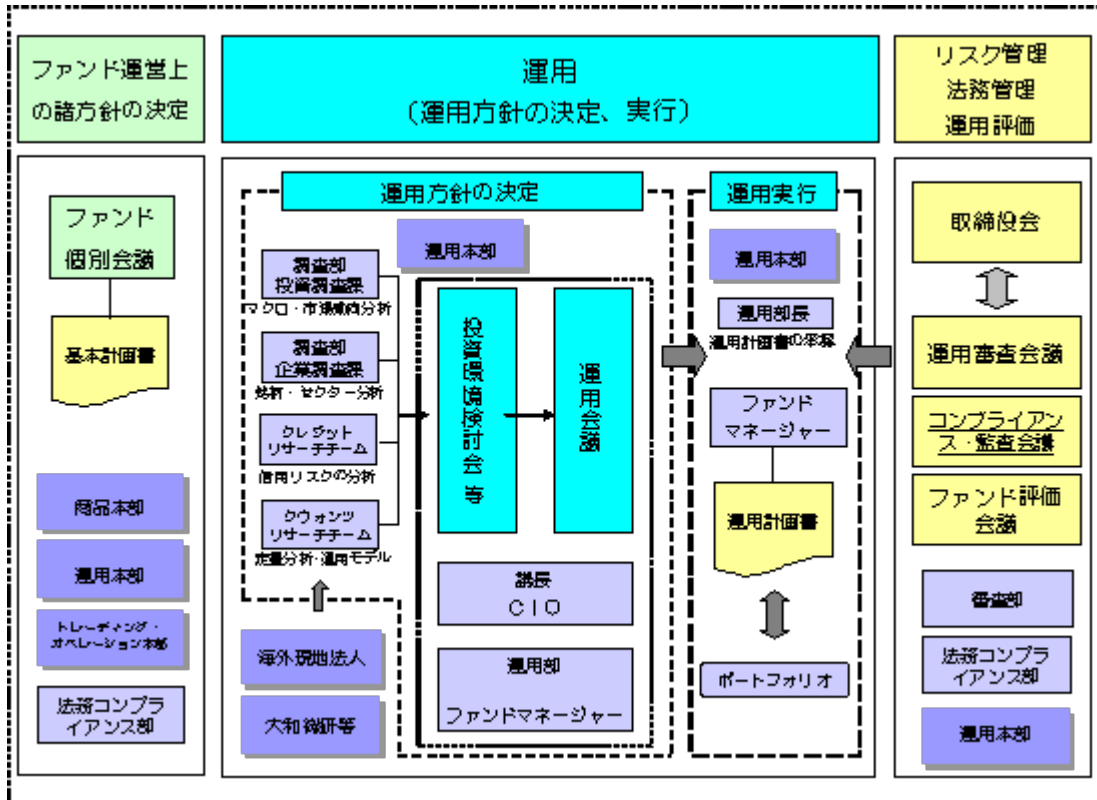 ファンド運営上
の諸方針の決定
運用
(運用方針の決定、実行)
リスク管理
法務管理
運用評価
ファンド
個別会議
基本計画書
商品本部
運用本部
トレーディング・
オペレーション本部
法務コンプラ
イアンス部
運用方針の決定
運用本部
調査部
投資調査課
マクロ・市場動向分析
調査部
企業調査課
銘柄・セクター分析
クレジット
リサーチチーム
信用リスクの分析
クウォンツ
リサーチチーム
定量分析・運用モデル
海外現地法人
大和総研等
投資環境検討会 等
運用会議
議長
CIO
運用部
ファンドマネージャー
運用実行
運用本部
運用部長
運用計画書の承認
ファンド
マネージャー
運用計画書
ポートフォリオ
取締役会
運用審査会議
コンプライアン
ス・監査会議
ファンド評価
会議
審査部
法務コンプラ
イアンス部
運用本部